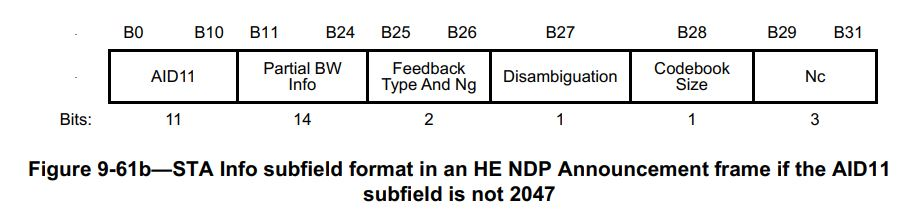 B0 B10 B11 B24 B25 B26 B27 B28 B29 B31
AID11 Partial BW Info Feedback Type And Ng Disambiguation Codebook Size Nc
Bits: 11 14 2 1 1 3
Figure 9-61b—STA Info subfield format in an HE NDP Announcement frame if the AID11
subfield is not 2047